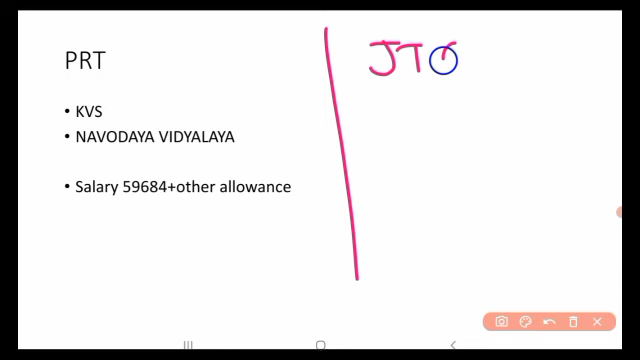 PRT
• KVS
• NAVODAYA VIDYALAYA
• Salary 59684+other allowance
JT